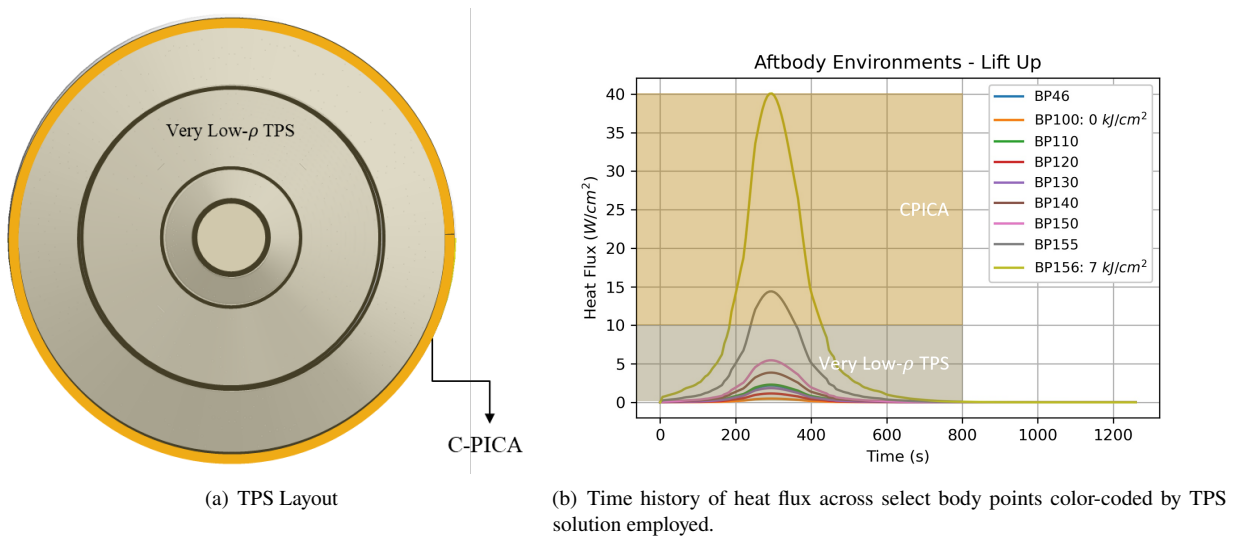 Very Low-ρ TPS
C-PICA
(a) TPS Layout
Aftbody Environments - Lift Up
Heat Flux (W/cm²)
40
35
30
25
20
15
10
5
0
0 200 400 600 800 1000 1200
Time (s)
CPICA
Very Low-ρ TPS
BP46
BP100: 0 kJ/cm²
BP110
BP120
BP130
BP140
BP150
BP155
BP156: 7 kJ/cm²
(b) Time history of heat flux across select body points color-coded by TPS
solution employed.